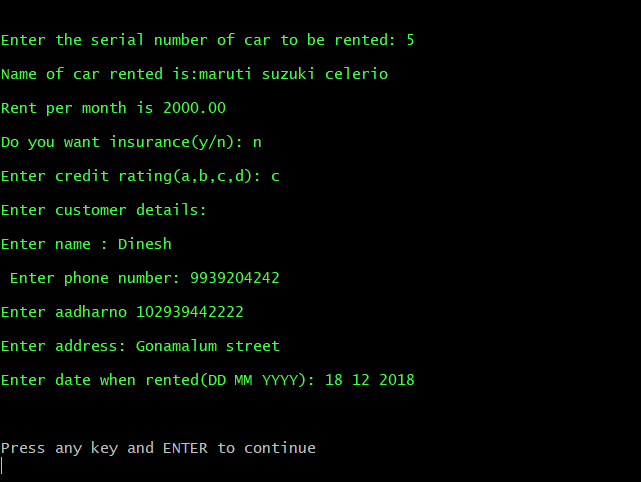 Enter the serial number of car to be rented: 5
Name of car rented is:maruti suzuki celerio
Rent per month is 2000.00
Do you want insurance(y/n): n
Enter credit rating(a,b,c,d): c
Enter customer details:
Enter name : Dinesh
Enter phone number: 9939204242
Enter aadharno 102939442222
Enter address: Gonamalum street
Enter date when rented(DD MM YYYY): 18 12 2018
Press any key and ENTER to continue